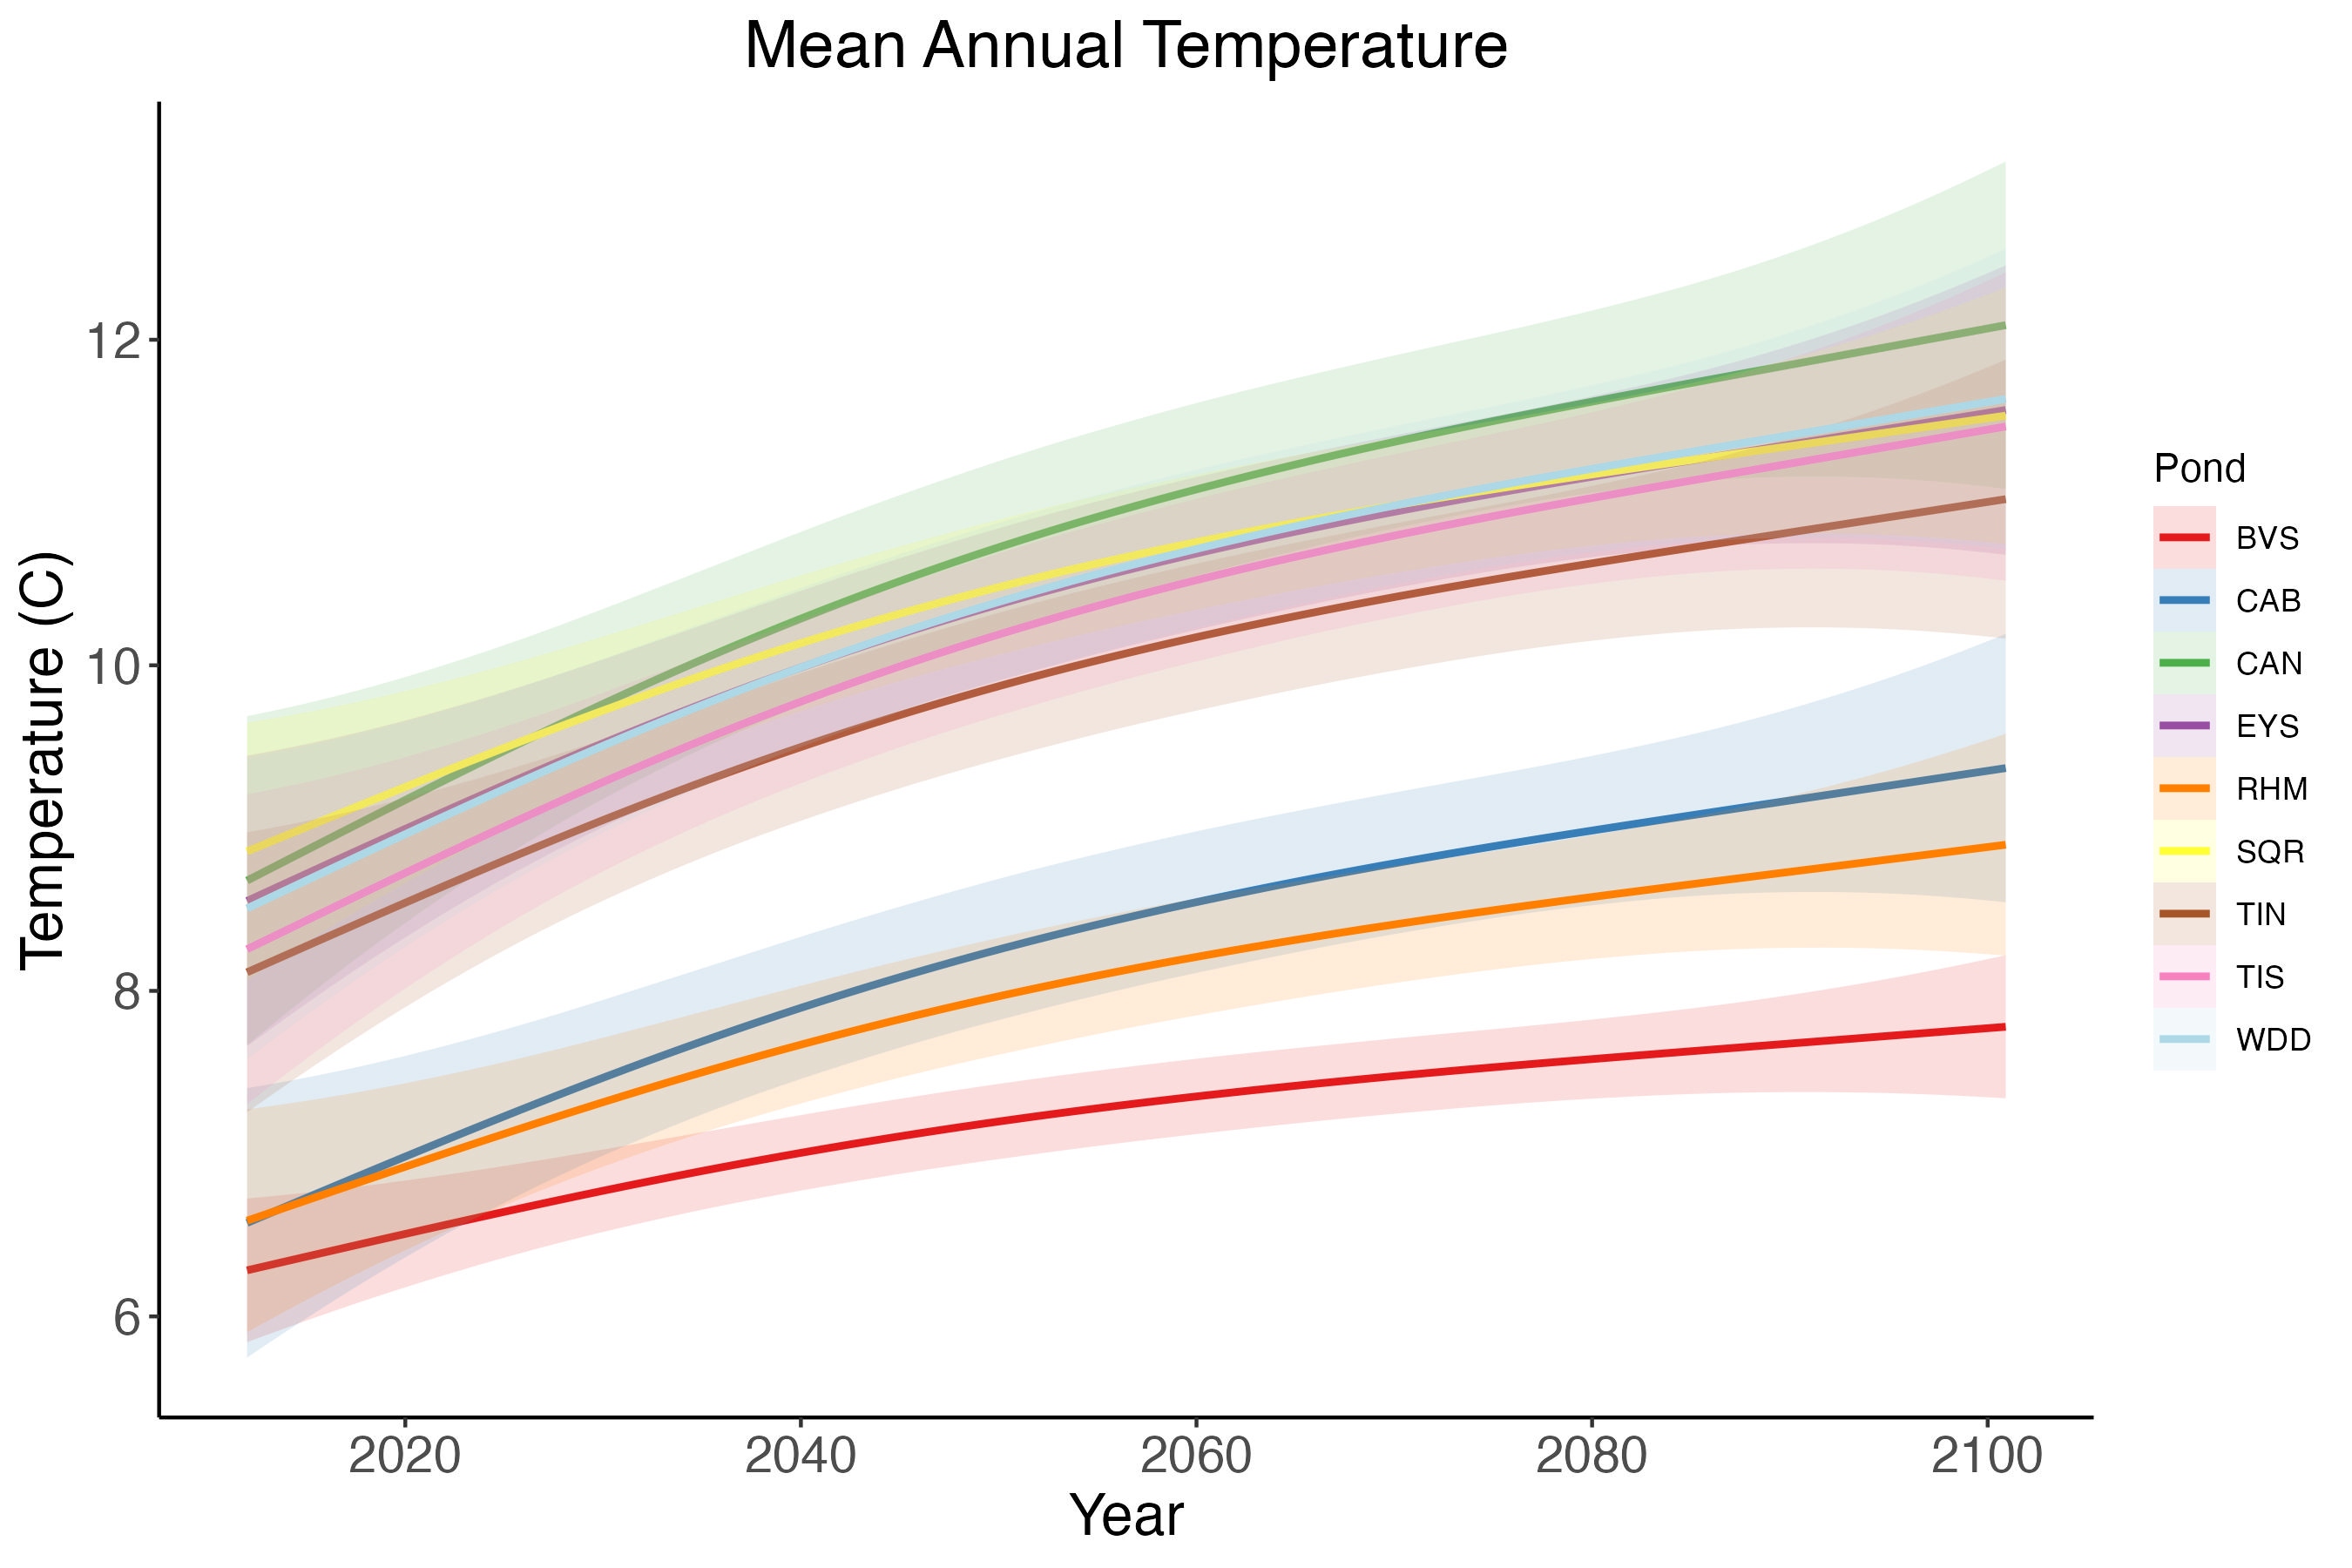 Mean Annual Temperature
Temperature (C)
12
10
8
6
2020
2040
2060
2080
2100
Year
Pond
BVS
CAB
CAN
EYS
RHM
SQR
TIN
TIS
WDD